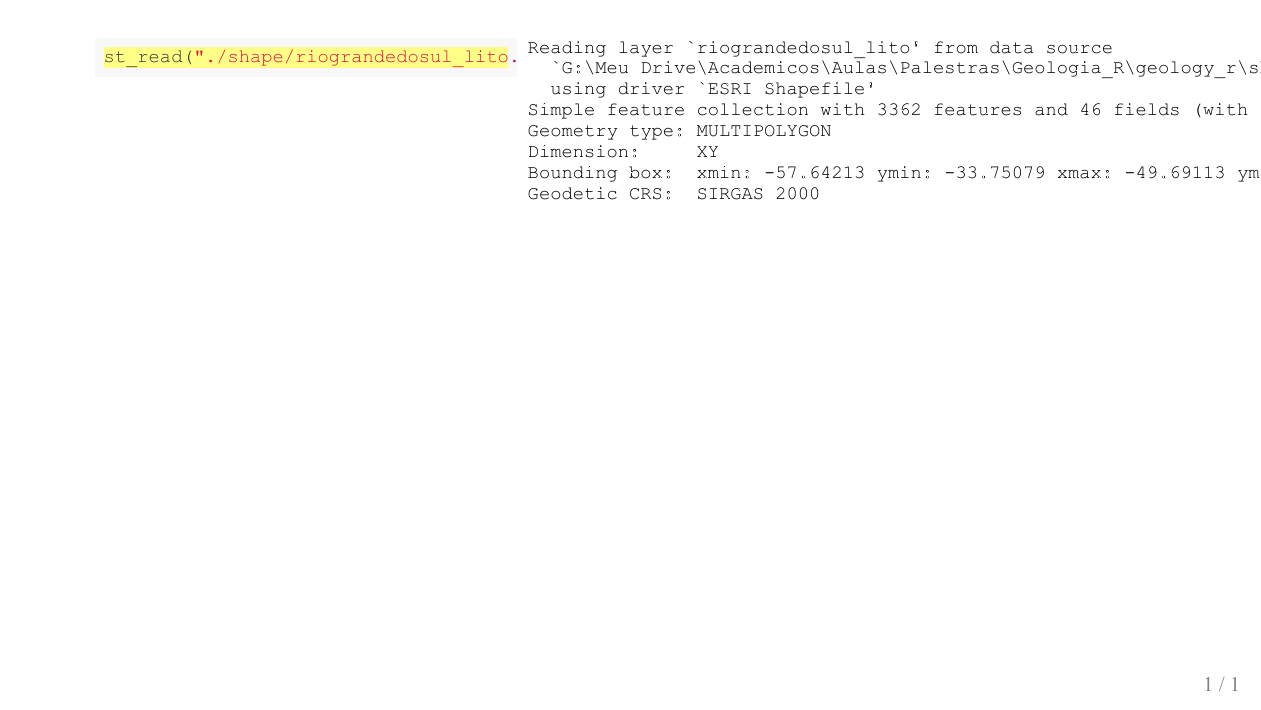 st_read("./shape/riograndedosul_lito.
Reading layer `riograndedosul_lito' from data source
`G:\Meu Drive\Academicos\Aulas\Palestras\Geologia_R\geology_r\s
using driver `ESRI Shapefile'
Simple feature collection with 3362 features and 46 fields (with
Geometry type: MULTIPOLYGON
Dimension:     XY
Bounding box:  xmin: -57.64213 ymin: -33.75079 xmax: -49.69113 ym
Geodetic CRS:  SIRGAS 2000
1 / 1